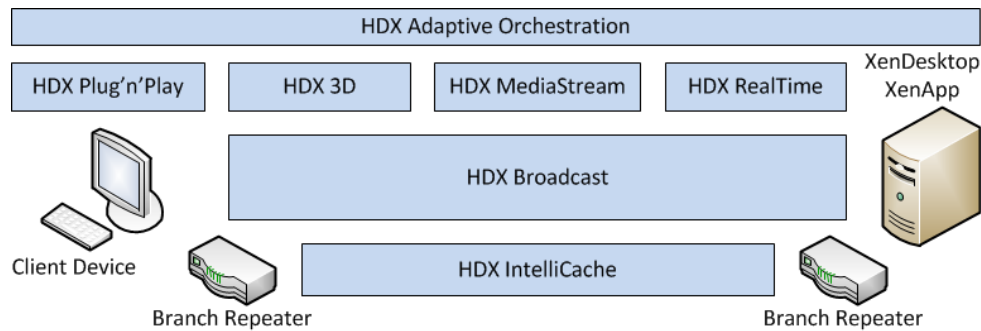 HDX Adaptive Orchestration
HDX Plug'n'Play
HDX 3D
HDX MediaStream
HDX RealTime
XenDesktop
XenApp
HDX Broadcast
Client Device
HDX IntelliCache
Branch Repeater
Branch Repeater